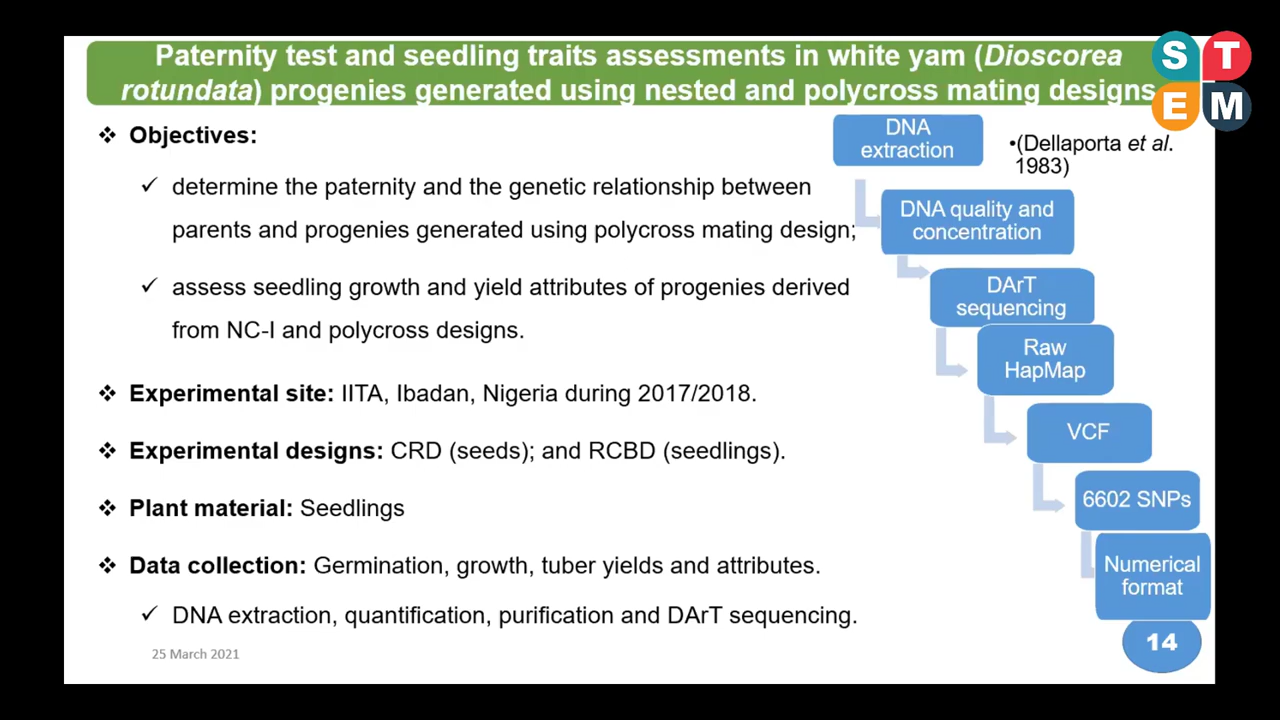 Paternity test and seedling traits assessments in white yam (Dioscorea
rotundata) progenies generated using nested and polycross mating designs
S T
E M
❖ Objectives:
✓ determine the paternity and the genetic relationship between
parents and progenies generated using polycross mating design;
✓ assess seedling growth and yield attributes of progenies derived
from NC-I and polycross designs.
❖ Experimental site: IITA, Ibadan, Nigeria during 2017/2018.
❖ Experimental designs: CRD (seeds); and RCBD (seedlings).
❖ Plant material: Seedlings
❖ Data collection: Germination, growth, tuber yields and attributes.
✓ DNA extraction, quantification, purification and DArT sequencing.
DNA
extraction
•(Dellaporta et al.
1983)
DNA quality and
concentration
DArT
sequencing
Raw
HapMap
VCF
6602 SNPs
Numerical
format
25 March 2021
14